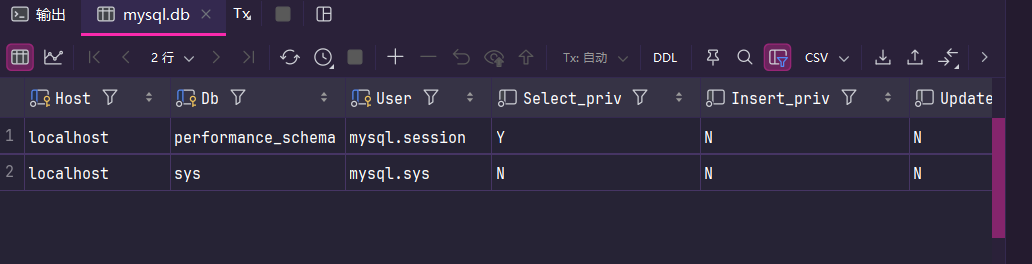 输出 mysql.db Tx
2 行 Tx: 自动 DDL CSV
Host Db User Select_priv Insert_priv Update
1 localhost performance_schema mysql.session Y N N
2 localhost sys mysql.sys N N N